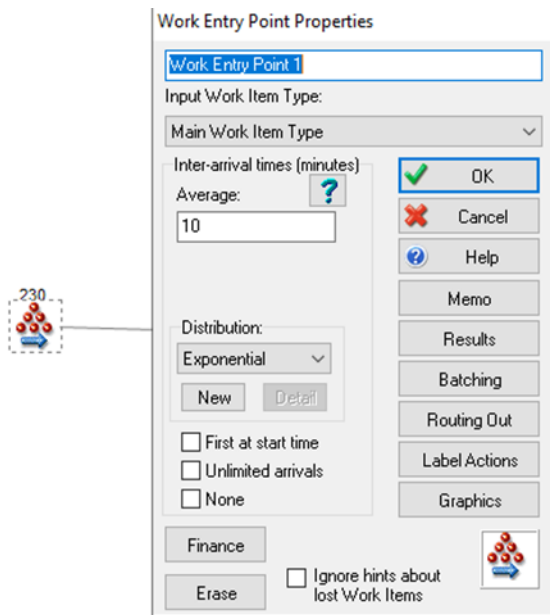 Work Entry Point Properties
Work Entry Point 1
Input Work Item Type:
Main Work Item Type
Inter-arrival times (minutes)
Average:
?
10
OK
Cancel
? Help
Memo
230
Distribution:
Results
Exponential
Batching
New Detail
Routing Out
First at start time
Label Actions
Unlimited arrivals
None
Graphics
Finance
Ignore hints about
lost Work Items
Erase